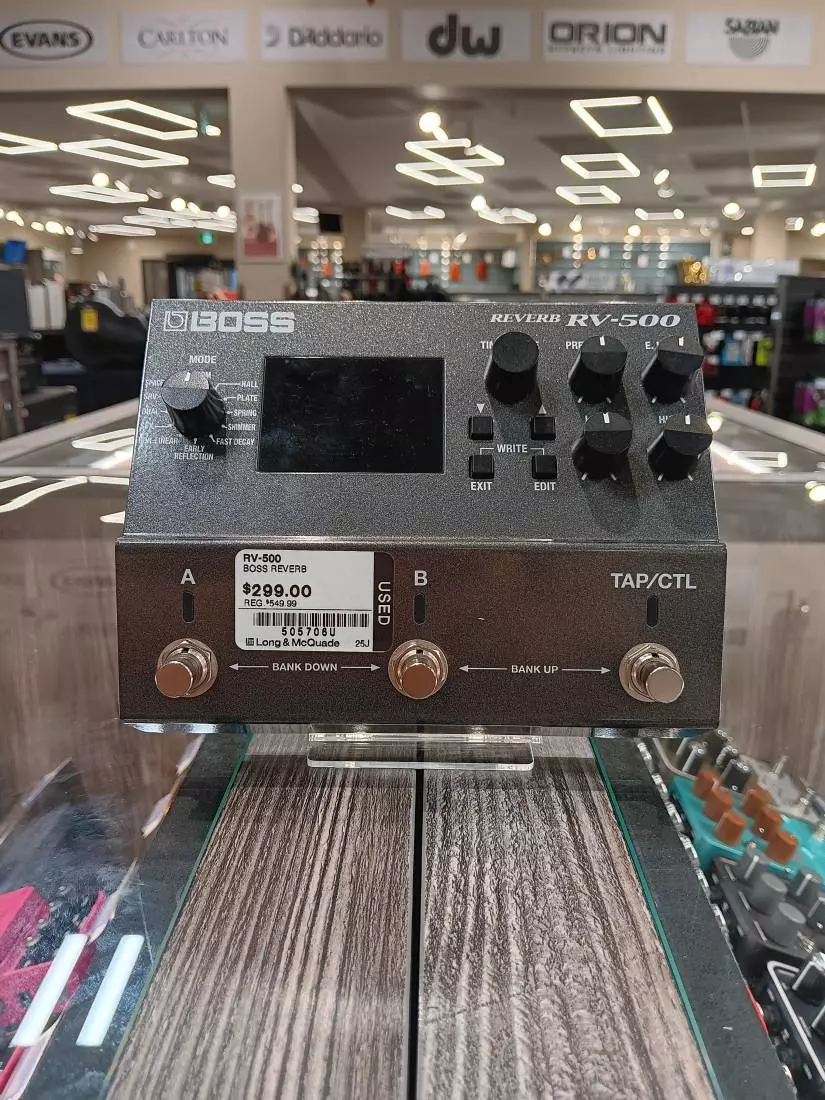 EVANS
CARLTON
D'Addario
dw
ORION
EFFECTS LIGHTING
SABIAN
BOSS
REVERB RV-500
MODE
HALL
PLATE
SPRING
SHIMMER
FAST DECAY
EARLY
REFLECTION
WRITE
EXIT
EDIT
A
B
TAP/CTL
RV-500
BOSS REVERB
$299.00
REG. $549.99
USED
505706U
Long & McQuade 25J
BANK DOWN
BANK UP